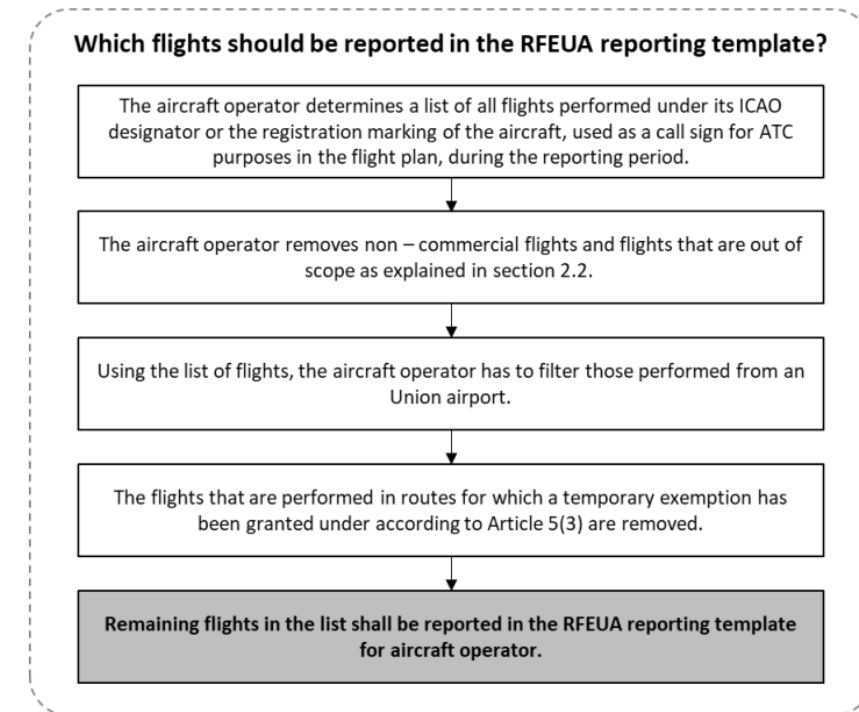 Which flights should be reported in the RFEUA reporting template?
The aircraft operator determines a list of all flights performed under its ICAO
designator or the registration marking of the aircraft, used as a call sign for ATC
purposes in the flight plan, during the reporting period.
The aircraft operator removes non – commercial flights and flights that are out of
scope as explained in section 2.2.
Using the list of flights, the aircraft operator has to filter those performed from an
Union airport.
The flights that are performed in routes for which a temporary exemption has
been granted under according to Article 5(3) are removed.
Remaining flights in the list shall be reported in the RFEUA reporting template
for aircraft operator.